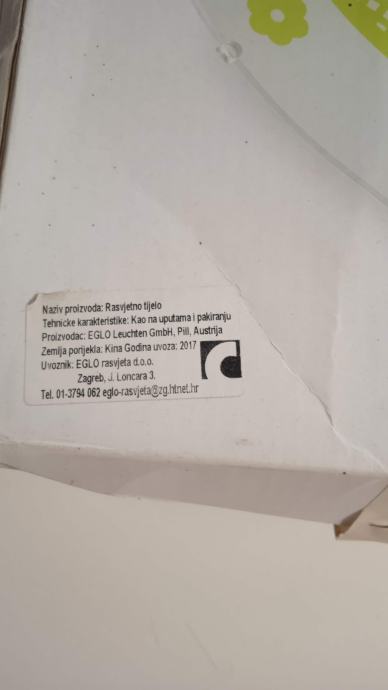 Naziv proizvoda: Rasvjetno tijelo
Tehnicke karakteristike: Kao na uputama i pakiranju
Proizvodac: EGLO Leuchten GmbH, Pill, Austrija
Zemlja porijekla: Kina Godina uvoza: 2017
Uvoznik: EGLO rasvjeta d.o.o.
Zagreb, J. Loncara 3.
Tel. 01-3794 062 eglo-rasvjeta@zg.htnet.hr